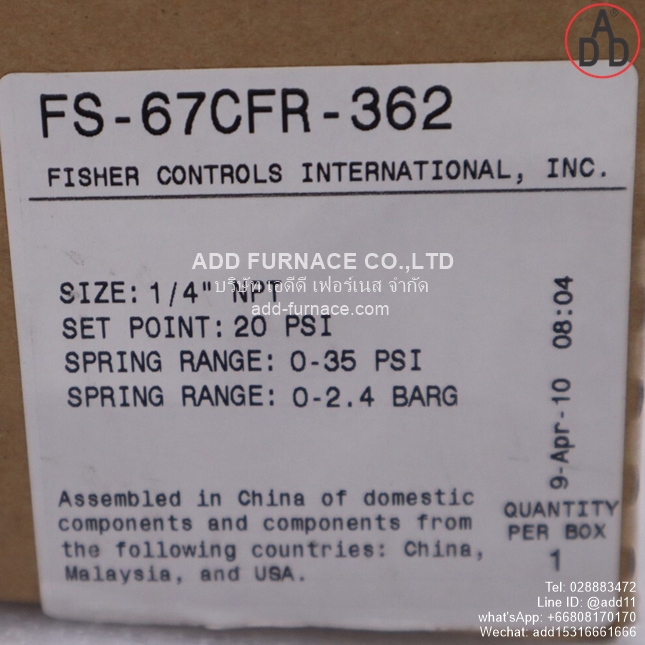 ADD
FS-67CFR-362
FISHER CONTROLS INTERNATIONAL, INC.
ADD FURNACE CO.,LTD
บริษัท เอดีดี เฟอร์เนส จำกัด
add-furnace.com
SIZE: 1/4" NPT
SET POINT: 20 PSI
SPRING RANGE: 0-35 PSI
SPRING RANGE: 0-2.4 BARG
9-Apr-10 08:04
Assembled in China of domestic
components and components from
the following countries: China,
Malaysia, and USA.
QUANTITY
PER BOX
1
Tel: 028883472
Line ID: @add11
what'sApp: +66808170170
Wechat: add15316661666